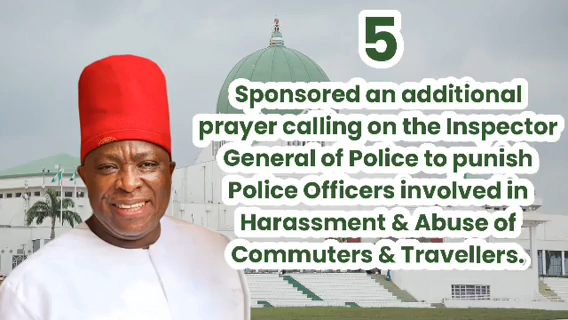 5
Sponsored an additional
prayer calling on the Inspector
General of Police to punish
Police Officers involved in
Harassment & Abuse of
Commuters & Travellers.